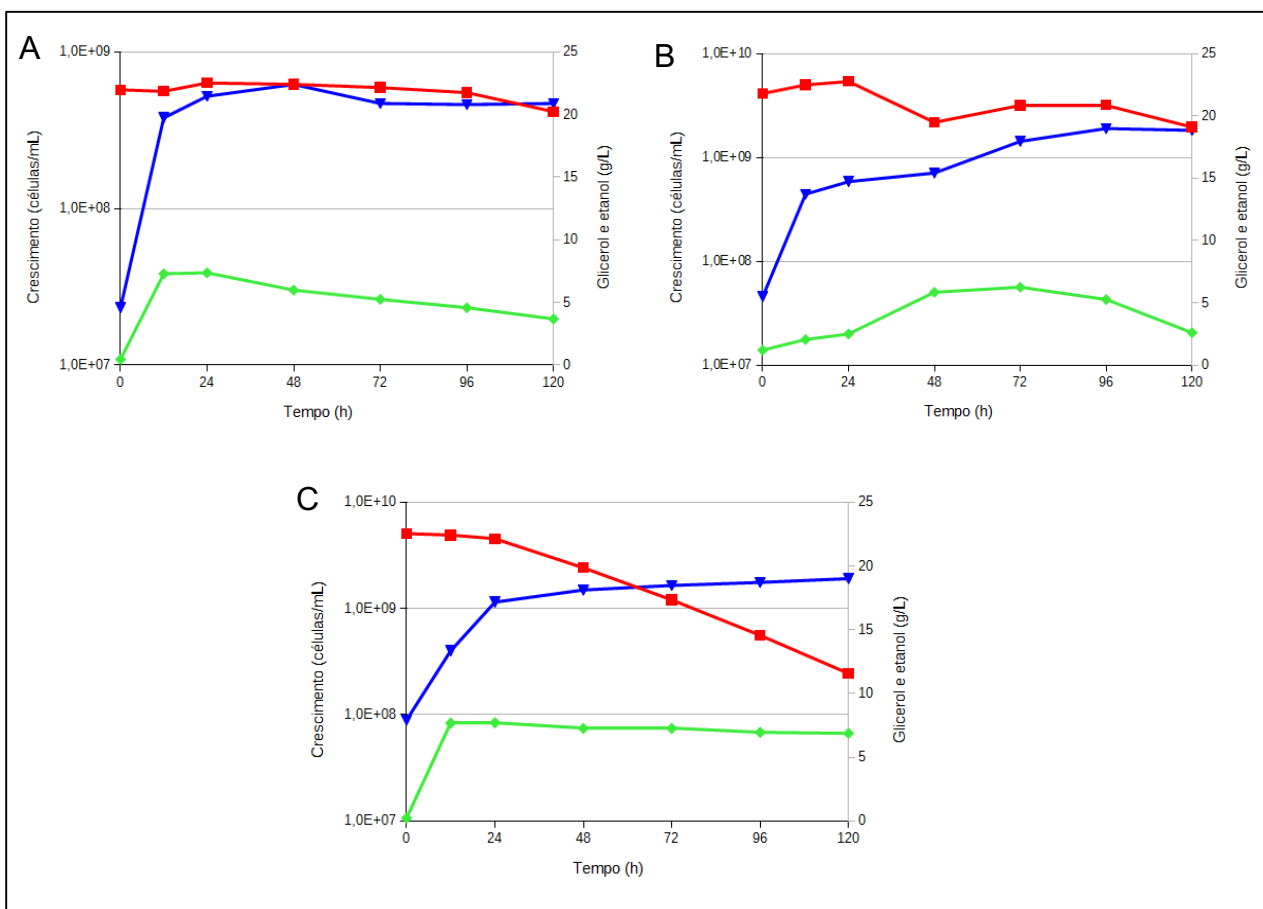 A
1,0E+09
1,0E+08
1,0E+07
Crescimento (células/mL)
25
20
15
10
5
0
Glicerol e etanol (g/L)
0 24 48 72 96 120
Tempo (h)
B
1,0E+10
1,0E+09
1,0E+08
1,0E+07
Crescimento (células/mL)
25
20
15
10
5
0
Glicerol e etanol (g/L)
0 24 48 72 96 120
Tempo (h)
C
1,0E+10
1,0E+09
1,0E+08
1,0E+07
Crescimento (células/mL)
25
20
15
10
5
0
Glicerol e etanol (g/L)
0 24 48 72 96 120
Tempo (h)